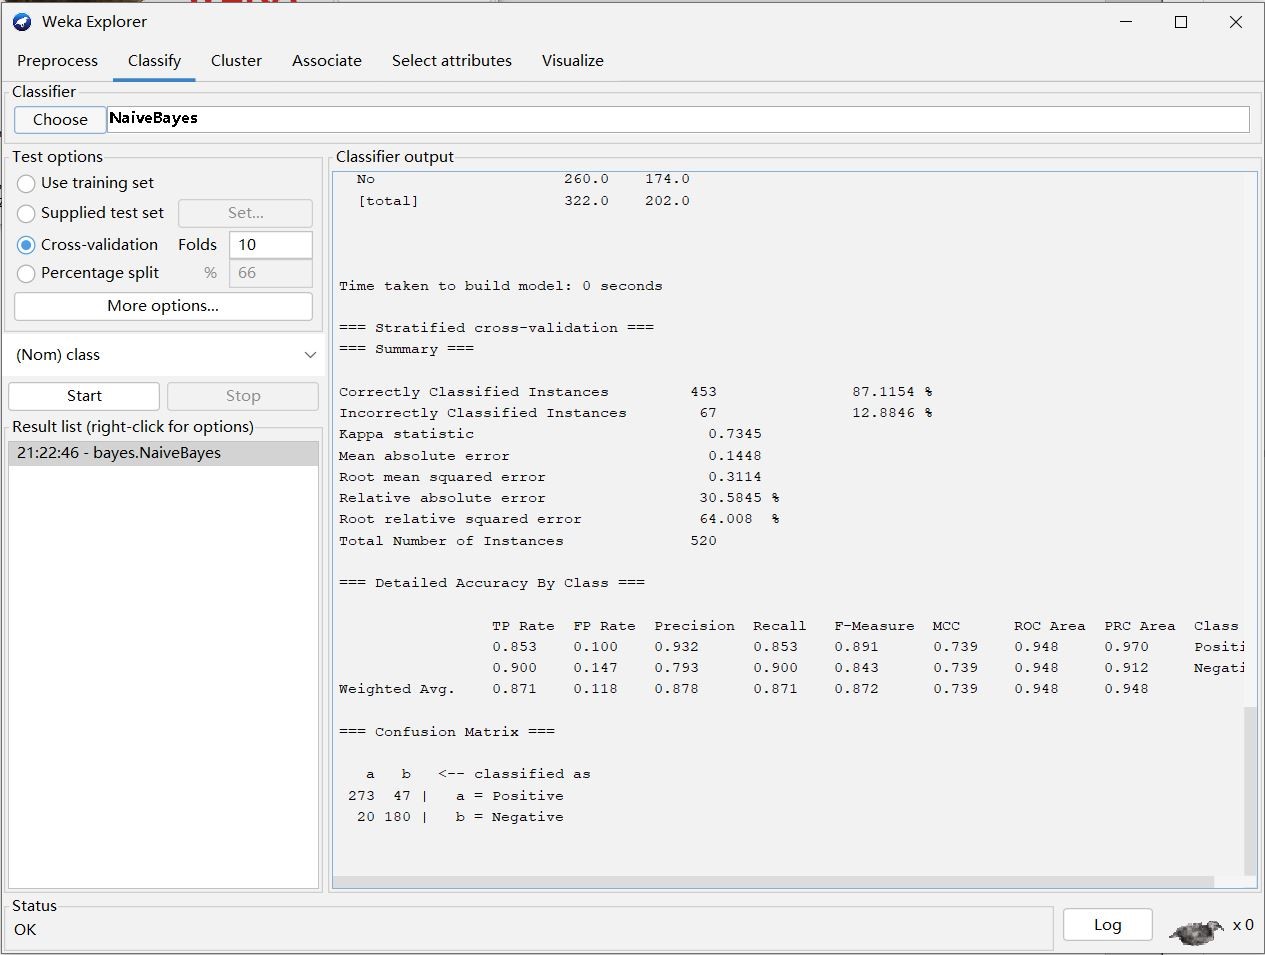 Weka Explorer
Preprocess Classify Cluster Associate Select attributes Visualize
Classifier
Choose NaiveBayes
Test options
Use training set
Supplied test set Set...
Cross-validation Folds 10
Percentage split % 66
More options...
(Nom) class
Start Stop
Result list (right-click for options)
21:22:46 - bayes.NaiveBayes
Classifier output
No 260.0 174.0
[total] 322.0 202.0
Time taken to build model: 0 seconds
=== Stratified cross-validation ===
=== Summary ===
Correctly Classified Instances 453 87.1154 %
Incorrectly Classified Instances 67 12.8846 %
Kappa statistic 0.7345
Mean absolute error 0.1448
Root mean squared error 0.3114
Relative absolute error 30.5845 %
Root relative squared error 64.008 %
Total Number of Instances 520
=== Detailed Accuracy By Class ===
TP Rate FP Rate Precision Recall F-Measure MCC ROC Area PRC Area Class
0.853 0.100 0.932 0.853 0.891 0.739 0.948 0.970 Positi
0.900 0.147 0.793 0.900 0.843 0.739 0.948 0.912 Negati
Weighted Avg. 0.871 0.118 0.878 0.871 0.872 0.739 0.948 0.948
=== Confusion Matrix ===
a b <-- classified as
273 47 | a = Positive
20 180 | b = Negative
Status
OK
Log x 0